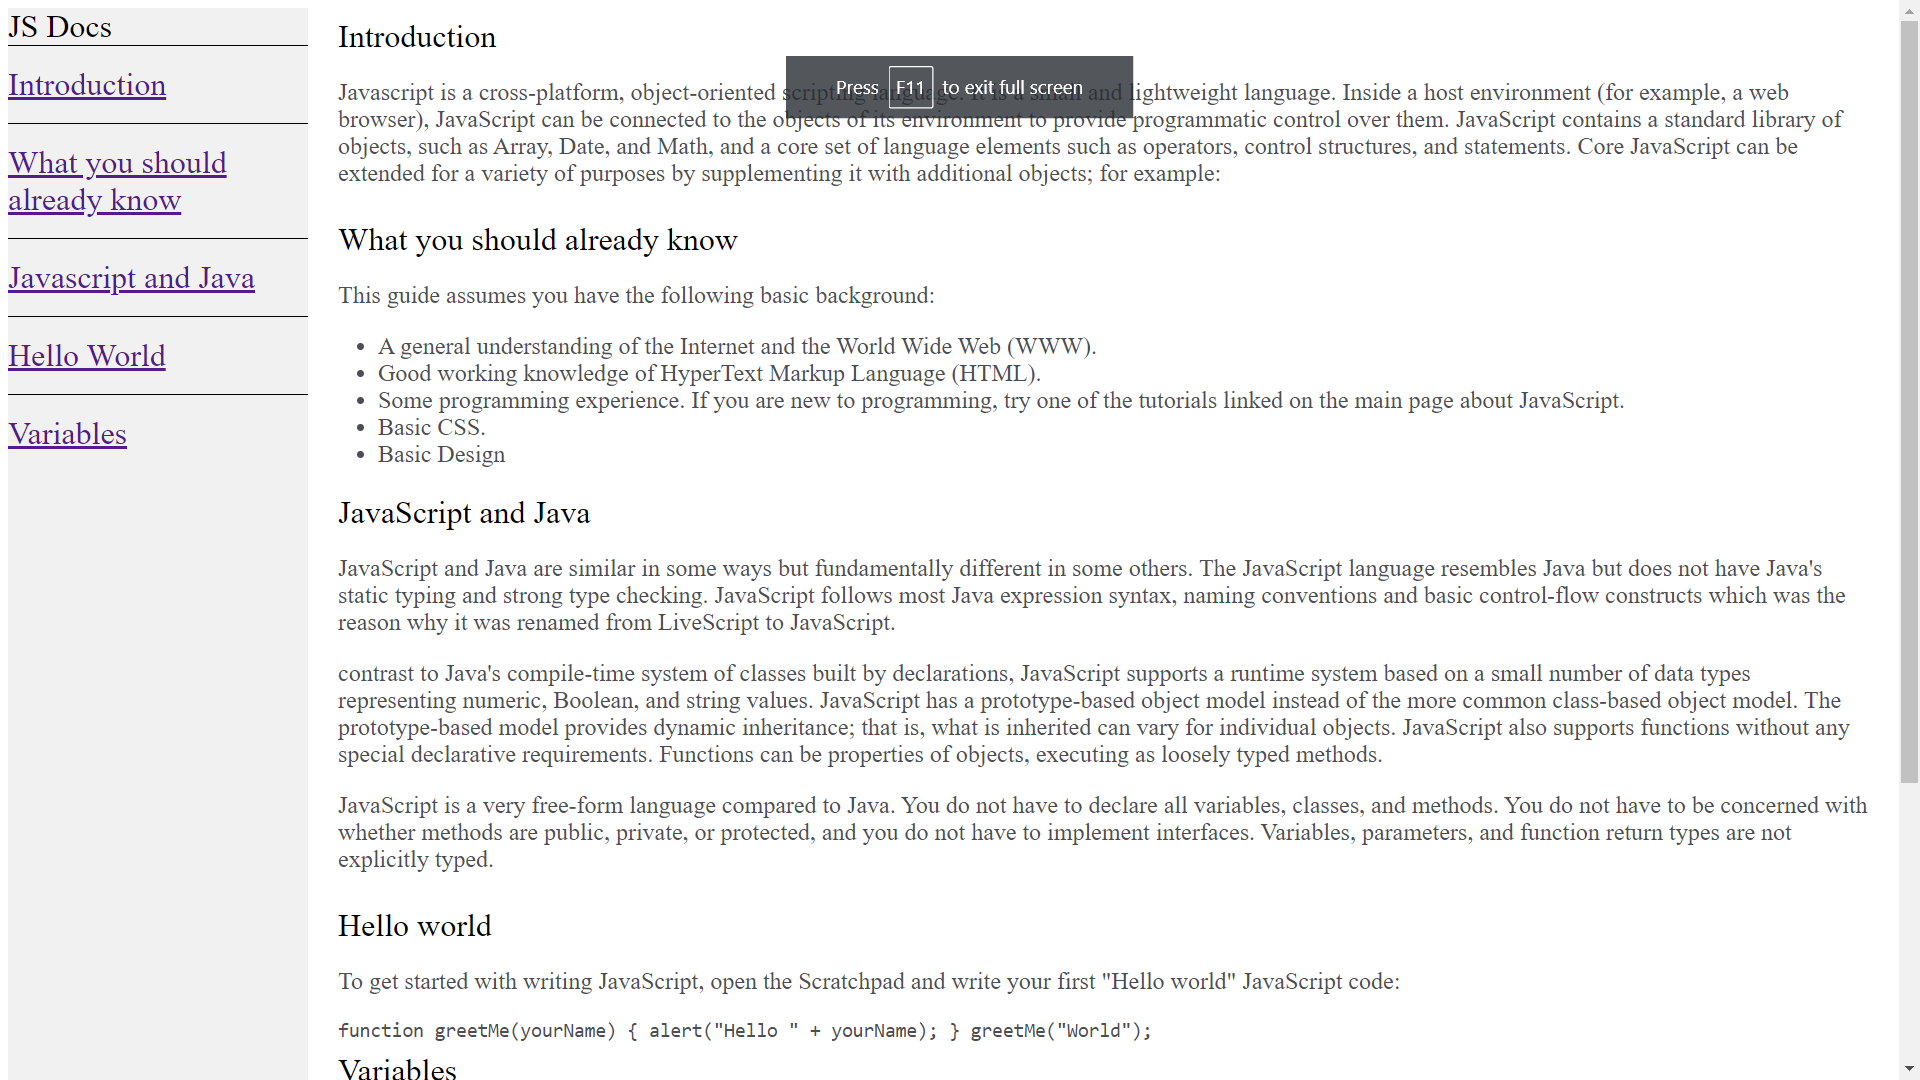 JS Docs
Introduction
What you should
already know
Javascript and Java
Hello World
Variables
Introduction
Press F11 to exit full screen
Javascript is a cross-platform, object-oriented scripting language. It is a small and lightweight language. Inside a host environment (for example, a web
browser), JavaScript can be connected to the objects of its environment to provide programmatic control over them. JavaScript contains a standard library of
objects, such as Array, Date, and Math, and a core set of language elements such as operators, control structures, and statements. Core JavaScript can be
extended for a variety of purposes by supplementing it with additional objects; for example:
What you should already know
This guide assumes you have the following basic background:
• A general understanding of the Internet and the World Wide Web (WWW).
• Good working knowledge of HyperText Markup Language (HTML).
• Some programming experience. If you are new to programming, try one of the tutorials linked on the main page about JavaScript.
• Basic CSS.
• Basic Design
JavaScript and Java
JavaScript and Java are similar in some ways but fundamentally different in some others. The JavaScript language resembles Java but does not have Java's
static typing and strong type checking. JavaScript follows most Java expression syntax, naming conventions and basic control-flow constructs which was the
reason why it was renamed from LiveScript to JavaScript.
contrast to Java's compile-time system of classes built by declarations, JavaScript supports a runtime system based on a small number of data types
representing numeric, Boolean, and string values. JavaScript has a prototype-based object model instead of the more common class-based object model. The
prototype-based model provides dynamic inheritance; that is, what is inherited can vary for individual objects. JavaScript also supports functions without any
special declarative requirements. Functions can be properties of objects, executing as loosely typed methods.
JavaScript is a very free-form language compared to Java. You do not have to declare all variables, classes, and methods. You do not have to be concerned with
whether methods are public, private, or protected, and you do not have to implement interfaces. Variables, parameters, and function return types are not
explicitly typed.
Hello world
To get started with writing JavaScript, open the Scratchpad and write your first "Hello world" JavaScript code:
function greetMe(yourName) { alert("Hello " + yourName); } greetMe("World");
Variables